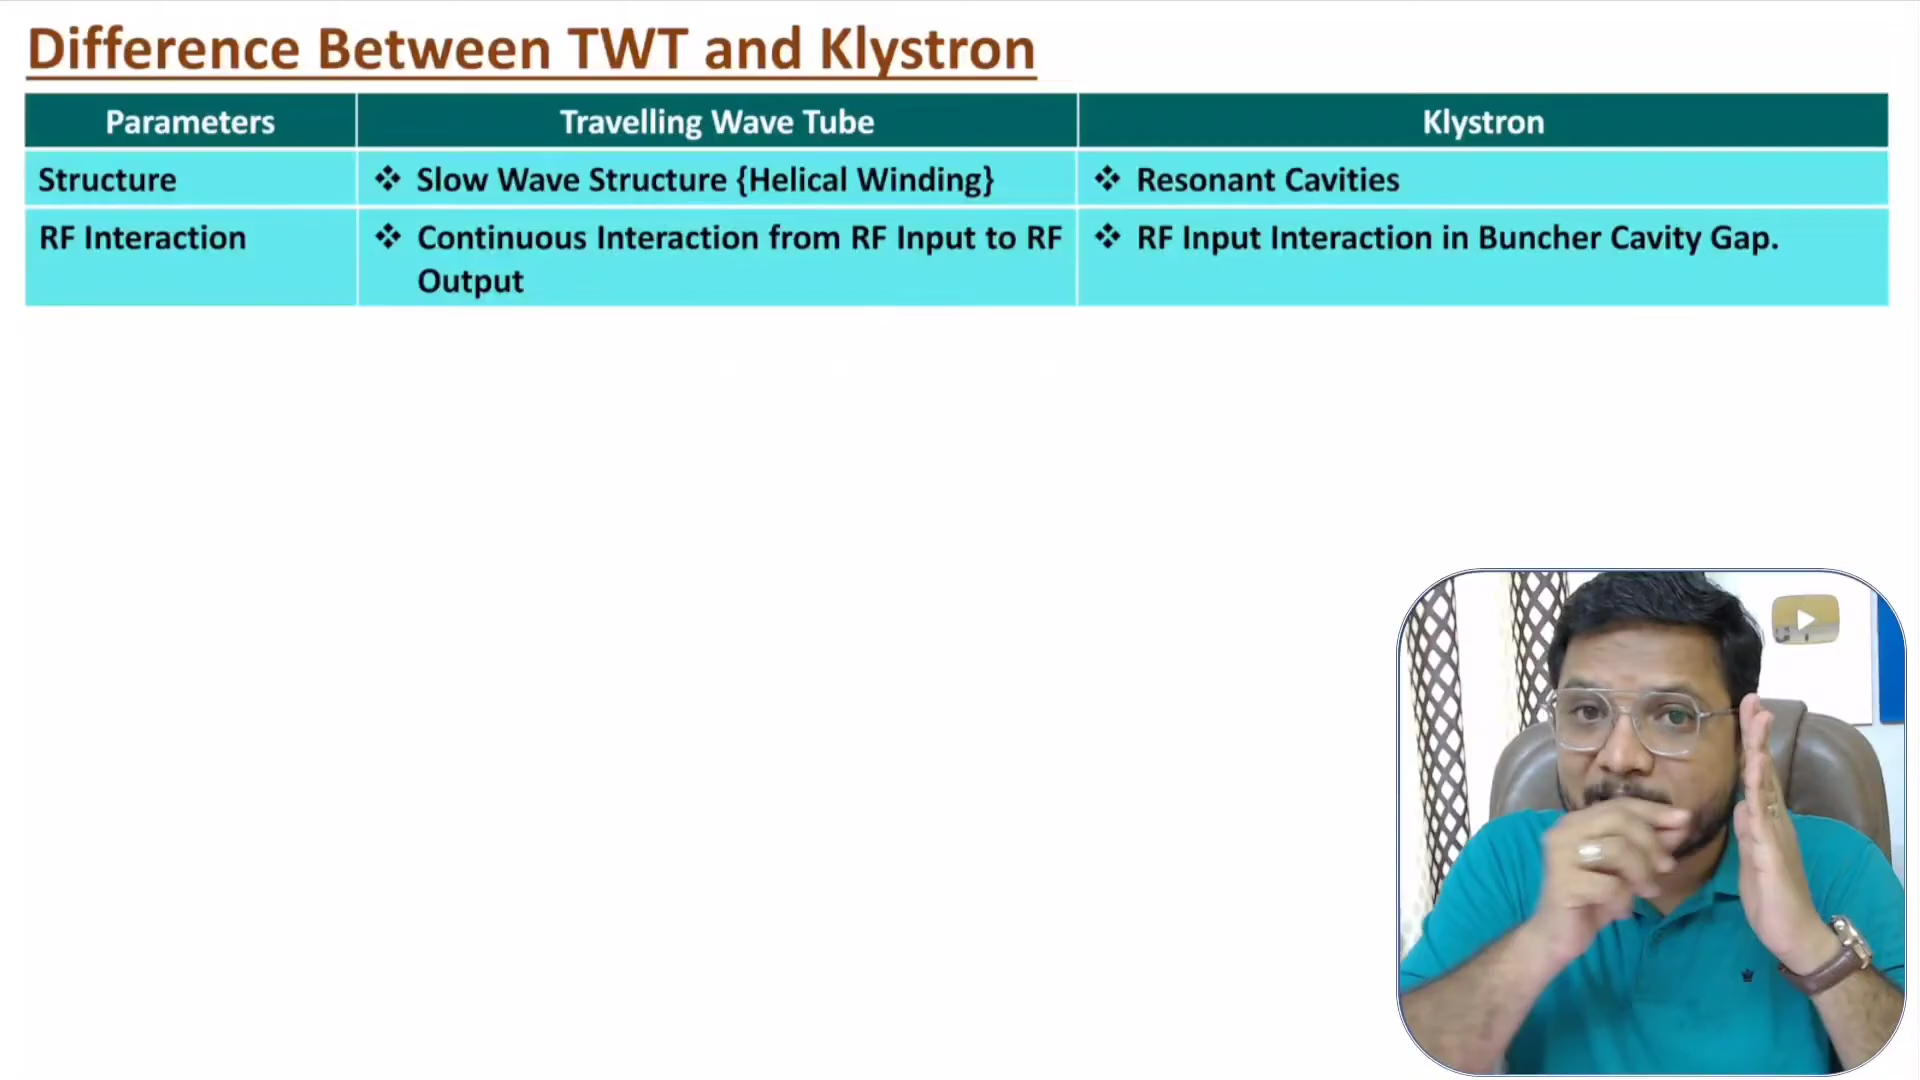 Difference Between TWT and Klystron
Parameters
Travelling Wave Tube
Klystron
Structure
❖ Slow Wave Structure {Helical Winding}
❖ Resonant Cavities
RF Interaction
❖ Continuous Interaction from RF Input to RF
Output
❖ RF Input Interaction in Buncher Cavity Gap.